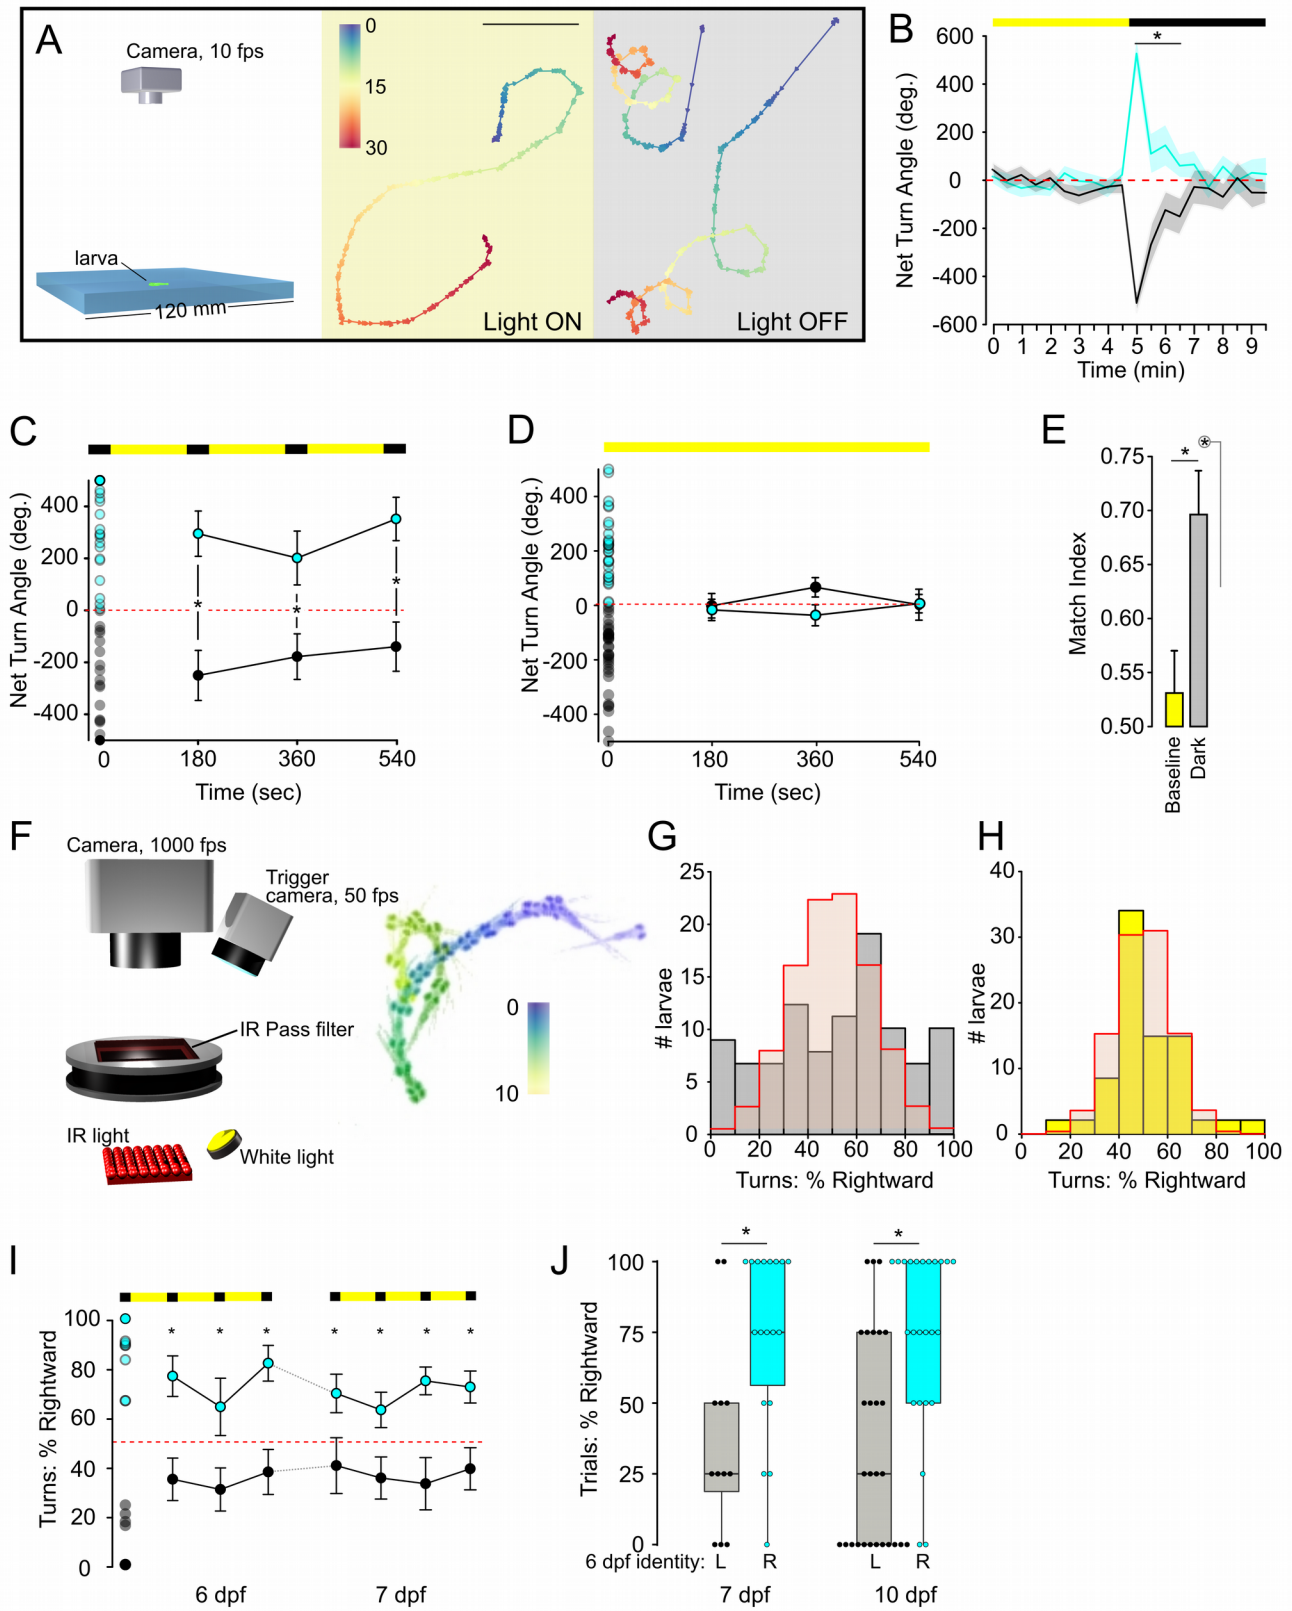 A
Camera, 10 fps
larva
120 mm
0
15
30
Light ON
Light OFF
B
Net Turn Angle (deg.)
600
400
200
0
-200
-400
-600
*
0 1 2 3 4 5 6 7 8 9
Time (min)
C
Net Turn Angle (deg.)
400
200
0
-200
-400
* * *
0 180 360 540
Time (sec)
D
Net Turn Angle (deg.)
400
200
0
-200
-400
0 180 360 540
Time (sec)
E
Match Index
0.75
0.70
0.65
0.60
0.55
0.50
* *
Baseline
Dark
F
Camera, 1000 fps
Trigger
camera, 50 fps
IR Pass filter
IR light
White light
0
10
G
# larvae
25
20
15
10
5
0
0 20 40 60 80 100
Turns: % Rightward
H
# larvae
40
30
20
10
0
0 20 40 60 80 100
Turns: % Rightward
I
Turns: % Rightward
100
80
60
40
20
0
* * * * * * *
6 dpf 7 dpf
J
Trials: % Rightward
100
75
50
25
0
* *
6 dpf identity: L R L R
7 dpf 10 dpf